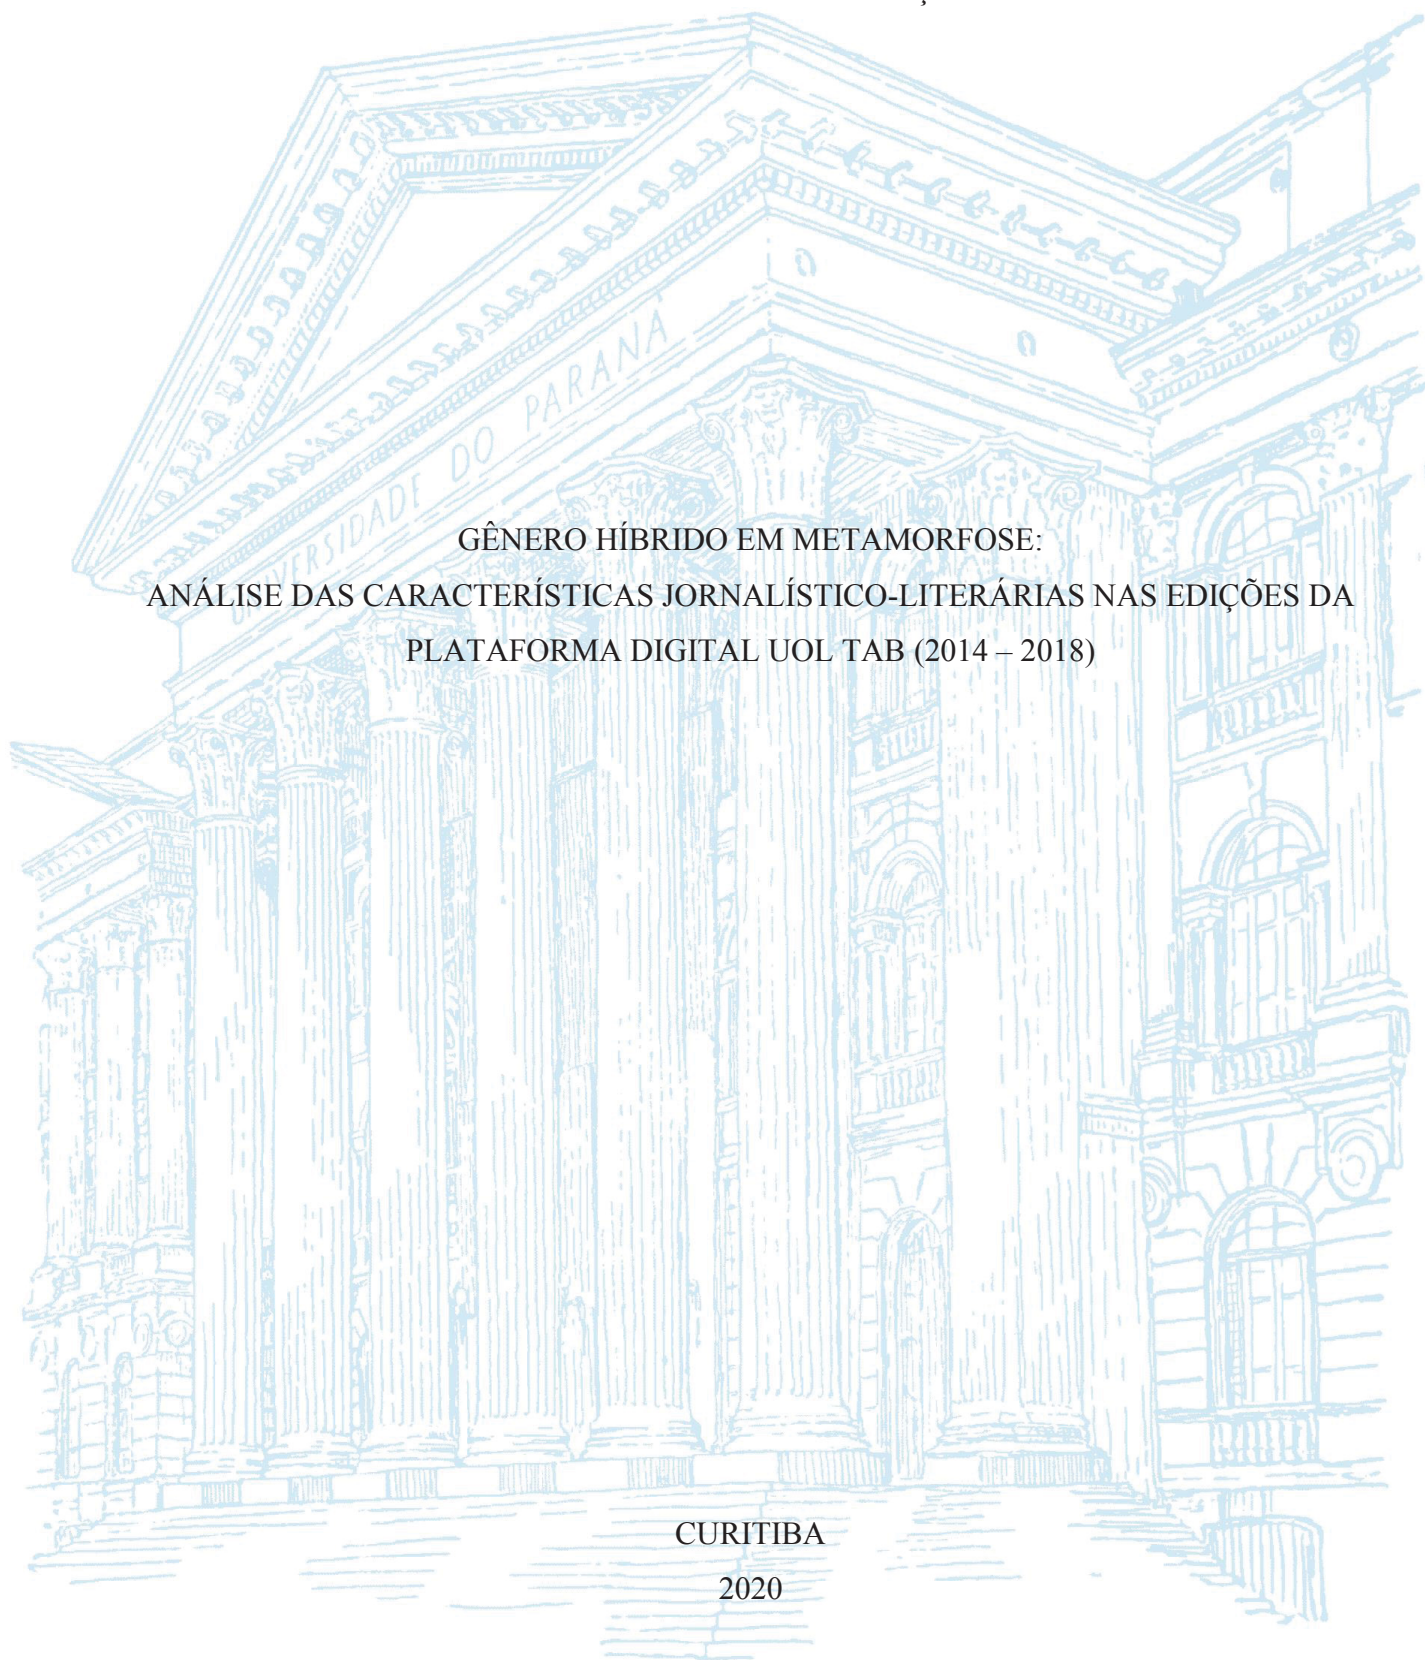 UNIVERSIDADE DO PARANÁ
GÊNERO HÍBRIDO EM METAMORFOSE:
ANÁLISE DAS CARACTERÍSTICAS JORNALÍSTICO-LITERÁRIAS NAS EDIÇÕES DA
PLATAFORMA DIGITAL UOL TAB (2014 – 2018)
CURITIBA
2020